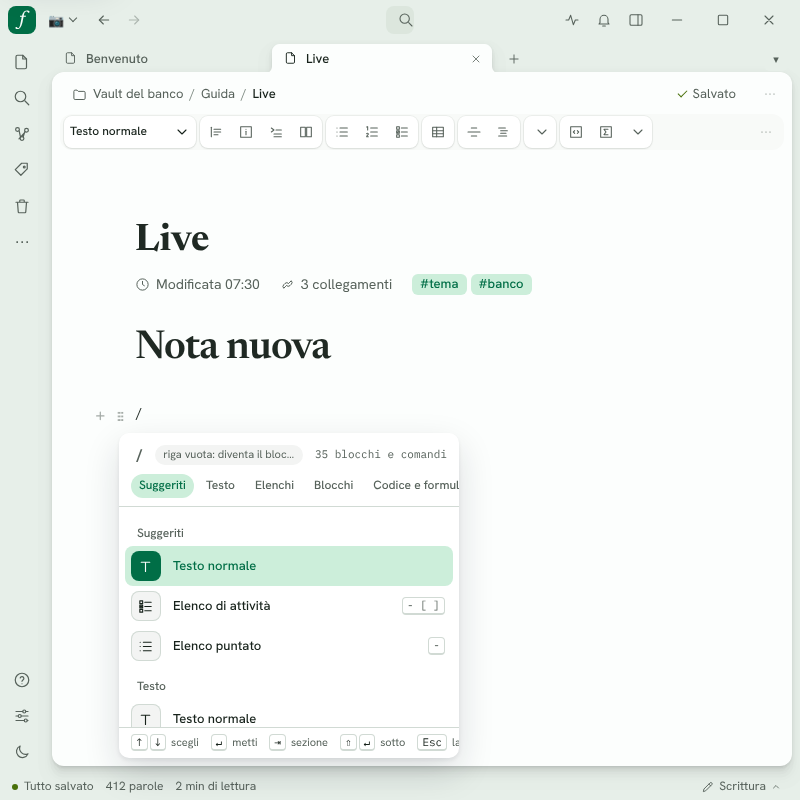 Benvenuto
Live
Vault del banco / Guida / Live
Salvato
Testo normale
Live
Modificata 07:30
3 collegamenti
#tema
#banco
Nota nuova
/
/
riga vuota: diventa il bloc...
35 blocchi e comandi
Suggeriti
Testo
Elenchi
Blocchi
Codice e formul
Suggeriti
Testo normale
Elenco di attività
- [ ]
Elenco puntato
-
Testo
Testo normale
↑ ↓ scegli
↵ metti
⇥ sezione
⇧ ↵ sotto
Esc la
Tutto salvato
412 parole
2 min di lettura
Scrittura